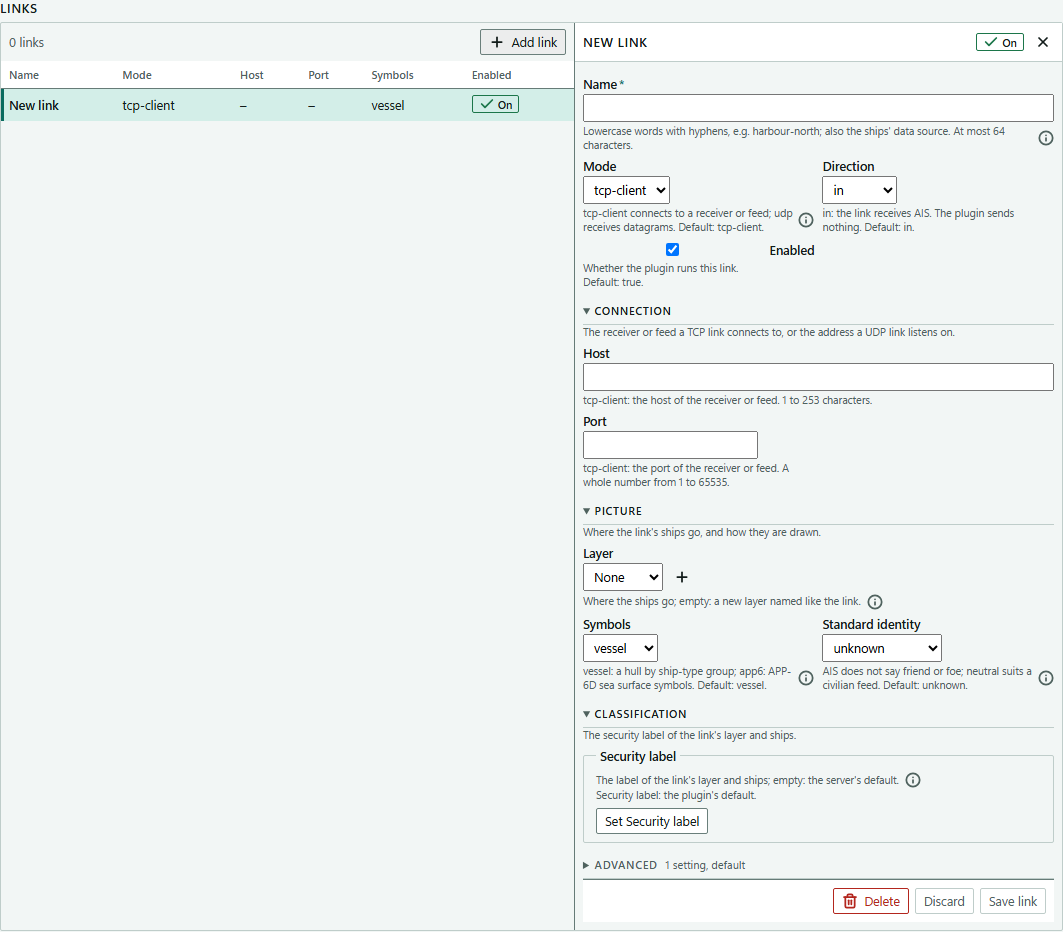 LINKS
0 links
Add link
Name Mode Host Port Symbols Enabled
New link tcp-client – – vessel On
NEW LINK On
Name*
Lowercase words with hyphens, e.g. harbour-north; also the ships' data source. At most 64
characters.
Mode Direction
tcp-client in
tcp-client connects to a receiver or feed; udp in: the link receives AIS. The plugin sends
receives datagrams. Default: tcp-client. nothing. Default: in.
Enabled
Whether the plugin runs this link.
Default: true.
CONNECTION
The receiver or feed a TCP link connects to, or the address a UDP link listens on.
Host
tcp-client: the host of the receiver or feed. 1 to 253 characters.
Port
tcp-client: the port of the receiver or feed. A
whole number from 1 to 65535.
PICTURE
Where the link's ships go, and how they are drawn.
Layer
None
Where the ships go; empty: a new layer named like the link.
Symbols Standard identity
vessel unknown
vessel: a hull by ship-type group; app6: APP- AIS does not say friend or foe; neutral suits a
6D sea surface symbols. Default: vessel. civilian feed. Default: unknown.
CLASSIFICATION
The security label of the link's layer and ships.
Security label
The label of the link's layer and ships; empty: the server's default.
Security label: the plugin's default.
Set Security label
ADVANCED 1 setting, default
Delete Discard Save link